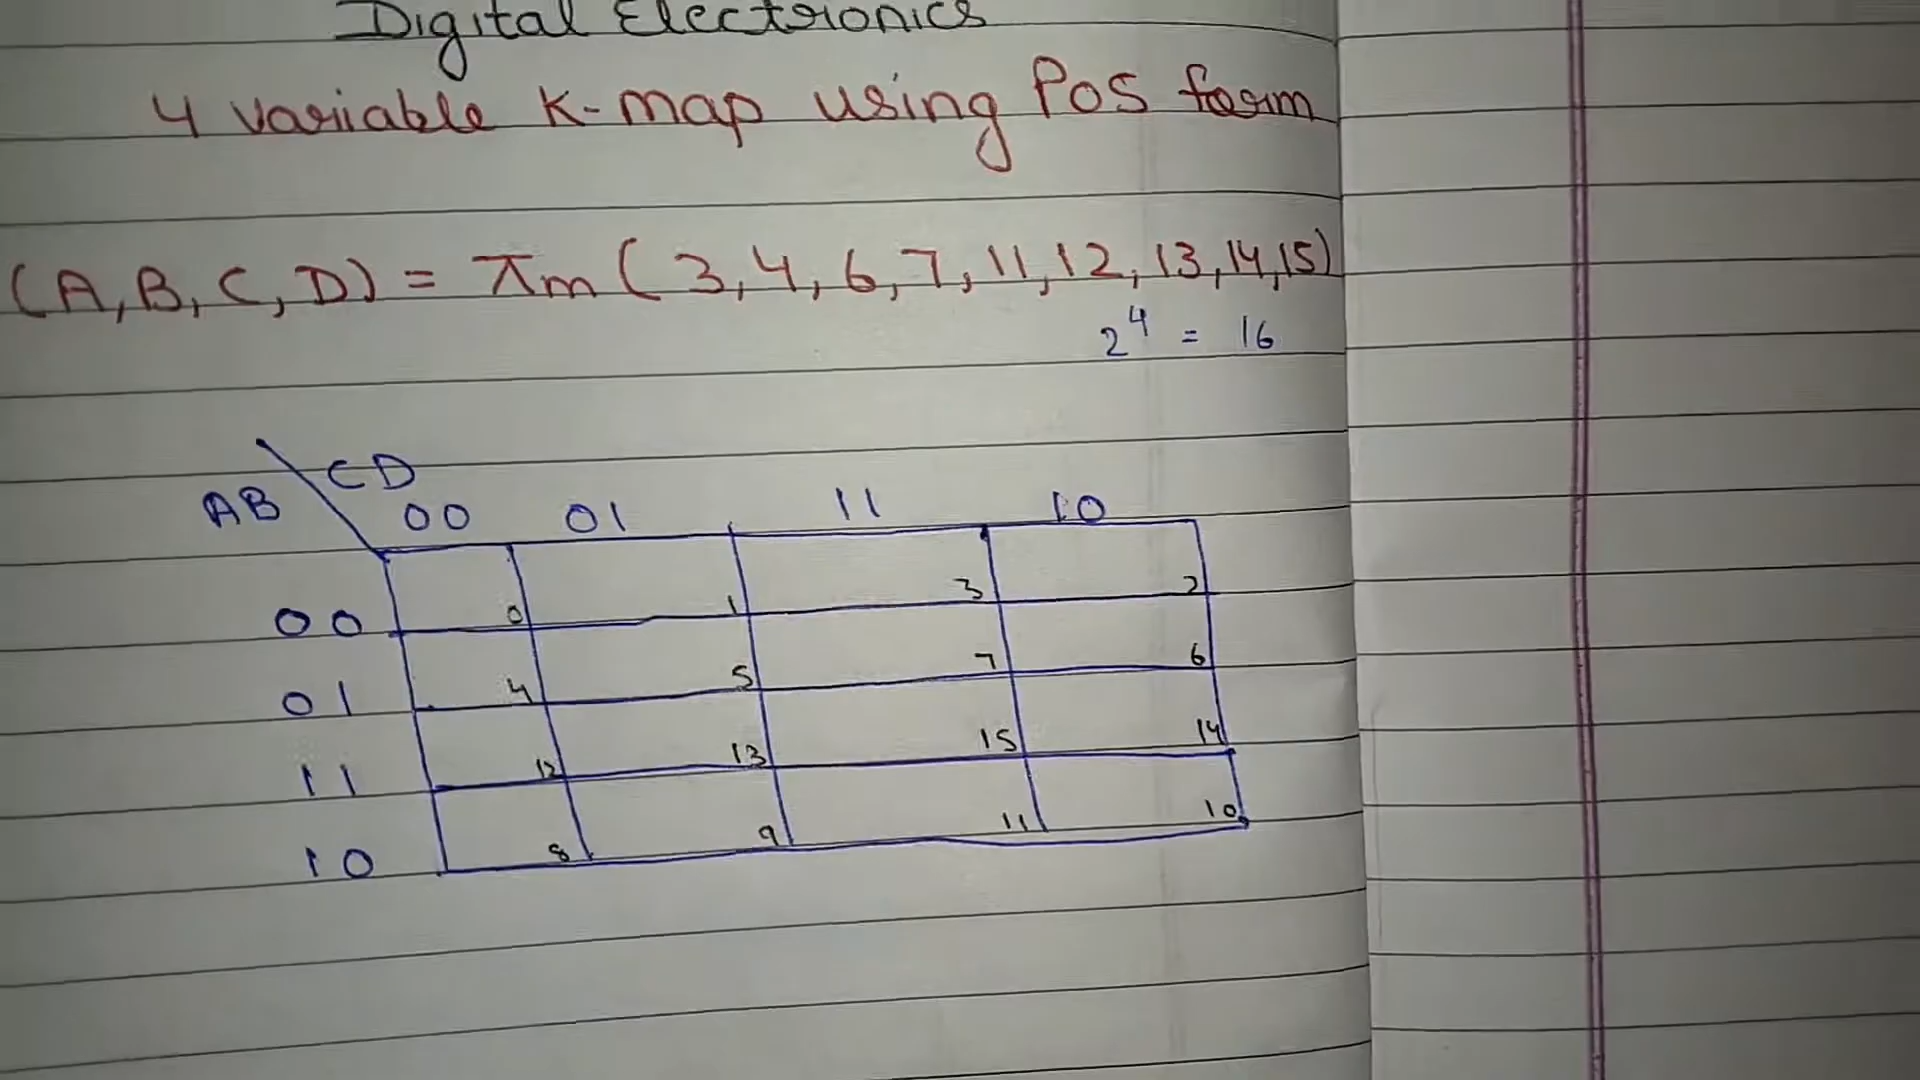 Digital Electronics
4 variable K-map using POS form
(A, B, C, D) = πm ( 3, 4, 6, 7, 11, 12, 13, 14, 15)
2^4 = 16
CD
AB 00 01 11 10
00 0 1 3 2
01 4 5 7 6
11 12 13 15 14
10 8 9 11 10